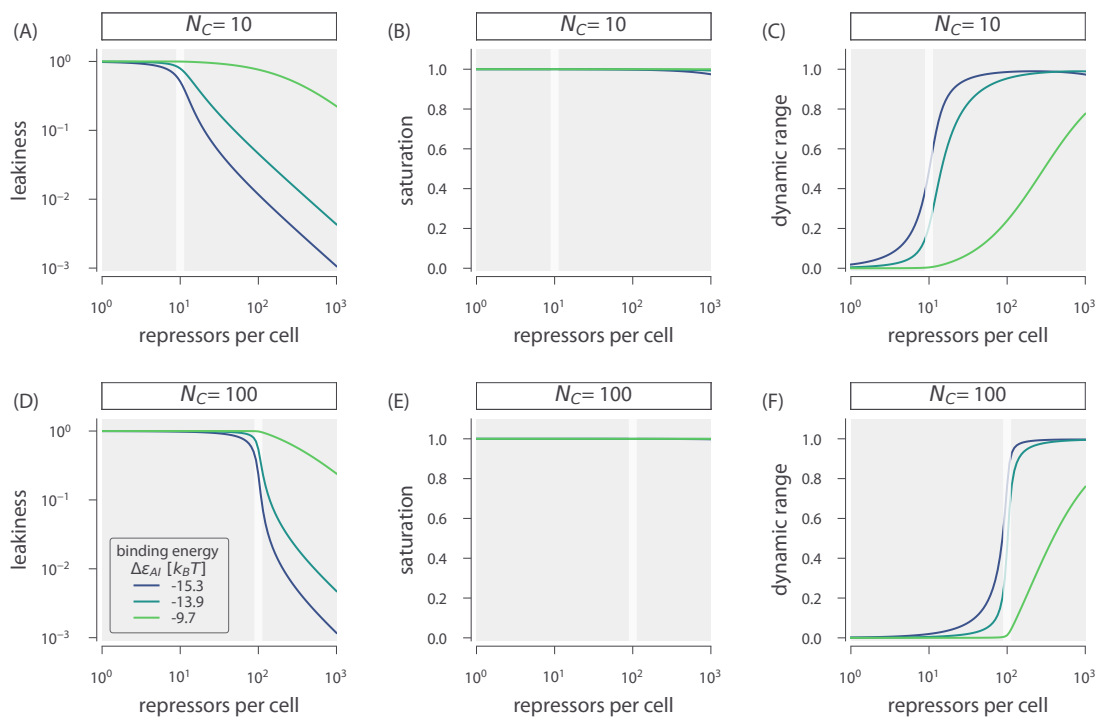 (A)
N_C = 10
leakiness
10^0
10^-1
10^-2
10^-3
10^0 10^1 10^2 10^3
repressors per cell
(B)
N_C = 10
saturation
1.0
0.8
0.6
0.4
0.2
0.0
10^0 10^1 10^2 10^3
repressors per cell
(C)
N_C = 10
dynamic range
1.0
0.8
0.6
0.4
0.2
0.0
10^0 10^1 10^2 10^3
repressors per cell
(D)
N_C = 100
leakiness
10^0
10^-1
10^-2
10^-3
binding energy
Δε_AI [k_BT]
-15.3
-13.9
-9.7
10^0 10^1 10^2 10^3
repressors per cell
(E)
N_C = 100
saturation
1.0
0.8
0.6
0.4
0.2
0.0
10^0 10^1 10^2 10^3
repressors per cell
(F)
N_C = 100
dynamic range
1.0
0.8
0.6
0.4
0.2
0.0
10^0 10^1 10^2 10^3
repressors per cell